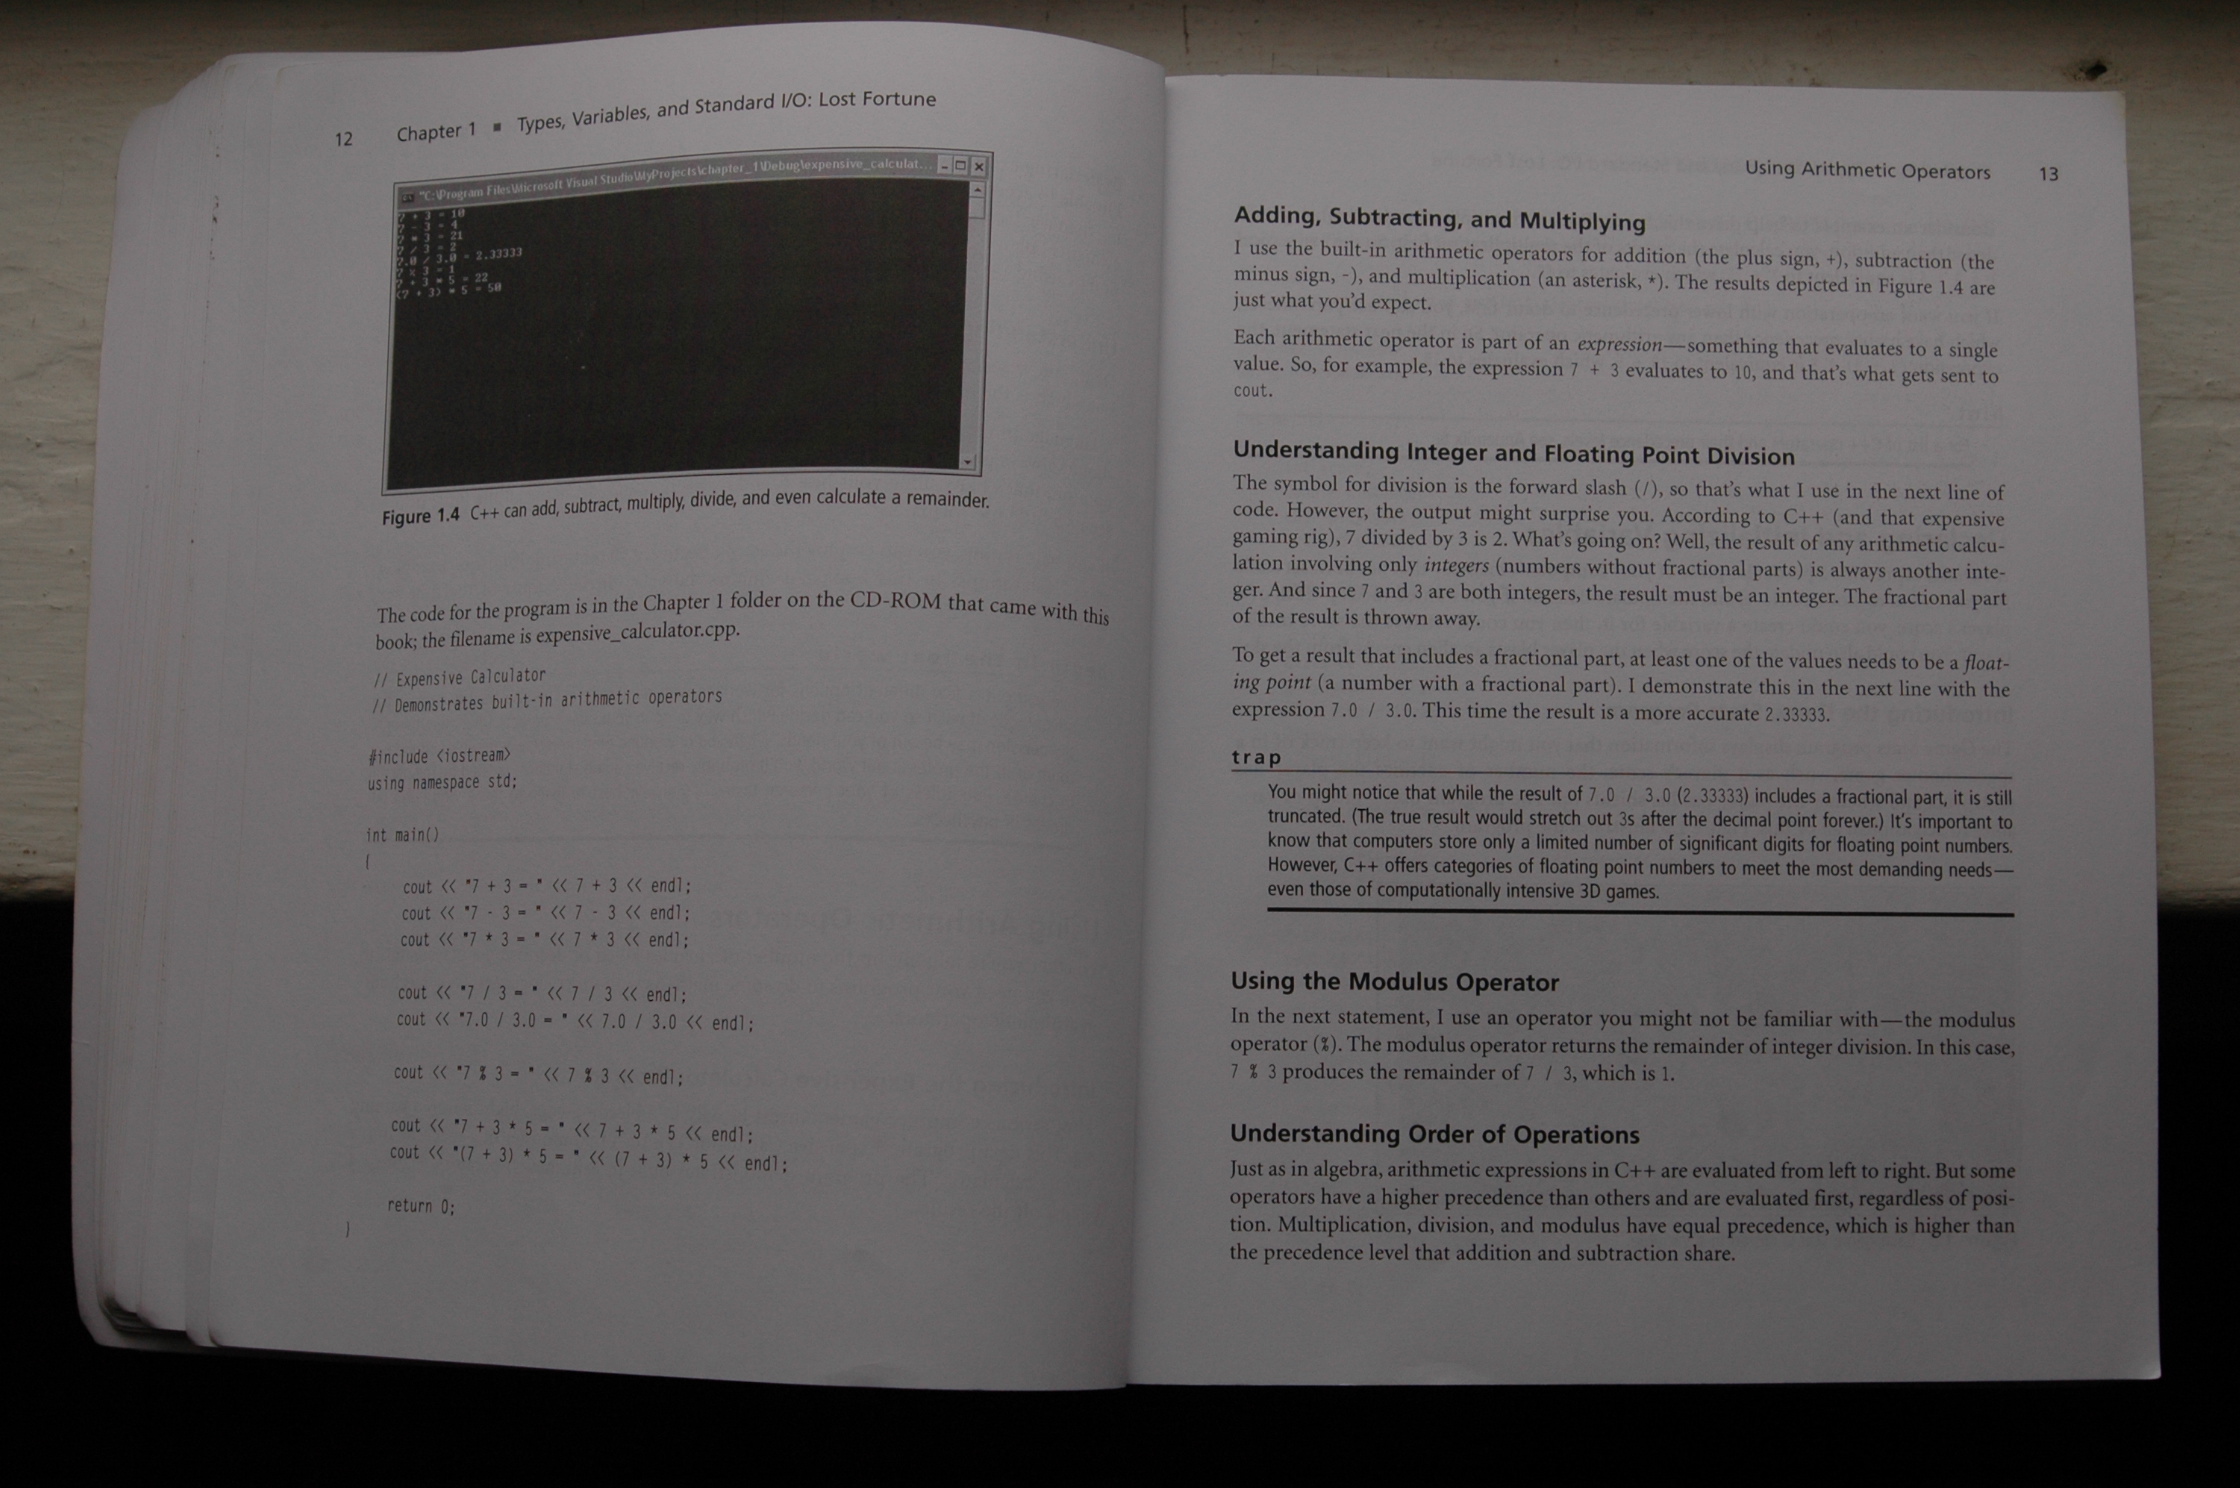 12 Chapter 1 ■ Types, Variables, and Standard I/O: Lost Fortune
"C:\Program Files\Microsoft Visual Studio\MyProjects\chapter_1\Debug\expensive_calculat...
7 + 3 = 10
7 - 3 = 4
7 * 3 = 21
7 / 3 = 2
7.0 / 3.0 = 2.33333
7 % 3 = 1
7 + 3 * 5 = 22
(7 + 3) * 5 = 50
Figure 1.4 C++ can add, subtract, multiply, divide, and even calculate a remainder.
The code for the program is in the Chapter 1 folder on the CD-ROM that came with this
book; the filename is expensive_calculator.cpp.
// Expensive Calculator
// Demonstrates built-in arithmetic operators
#include <iostream>
using namespace std;
int main()
{
cout << "7 + 3 = " << 7 + 3 << endl;
cout << "7 - 3 = " << 7 - 3 << endl;
cout << "7 * 3 = " << 7 * 3 << endl;
cout << "7 / 3 = " << 7 / 3 << endl;
cout << "7.0 / 3.0 = " << 7.0 / 3.0 << endl;
cout << "7 % 3 = " << 7 % 3 << endl;
cout << "7 + 3 * 5 = " << 7 + 3 * 5 << endl;
cout << "(7 + 3) * 5 = " << (7 + 3) * 5 << endl;
return 0;
}
Using Arithmetic Operators 13
Adding, Subtracting, and Multiplying
I use the built-in arithmetic operators for addition (the plus sign, +), subtraction (the
minus sign, -), and multiplication (an asterisk, *). The results depicted in Figure 1.4 are
just what you'd expect.
Each arithmetic operator is part of an expression—something that evaluates to a single
value. So, for example, the expression 7 + 3 evaluates to 10, and that's what gets sent to
cout.
Understanding Integer and Floating Point Division
The symbol for division is the forward slash (/), so that's what I use in the next line of
code. However, the output might surprise you. According to C++ (and that expensive
gaming rig), 7 divided by 3 is 2. What's going on? Well, the result of any arithmetic calcu-
lation involving only integers (numbers without fractional parts) is always another inte-
ger. And since 7 and 3 are both integers, the result must be an integer. The fractional part
of the result is thrown away.
To get a result that includes a fractional part, at least one of the values needs to be a float-
ing point (a number with a fractional part). I demonstrate this in the next line with the
expression 7.0 / 3.0. This time the result is a more accurate 2.33333.
trap
You might notice that while the result of 7.0 / 3.0 (2.33333) includes a fractional part, it is still
truncated. (The true result would stretch out 3s after the decimal point forever.) It's important to
know that computers store only a limited number of significant digits for floating point numbers.
However, C++ offers categories of floating point numbers to meet the most demanding needs—
even those of computationally intensive 3D games.
Using the Modulus Operator
In the next statement, I use an operator you might not be familiar with—the modulus
operator (%). The modulus operator returns the remainder of integer division. In this case,
7 % 3 produces the remainder of 7 / 3, which is 1.
Understanding Order of Operations
Just as in algebra, arithmetic expressions in C++ are evaluated from left to right. But some
operators have a higher precedence than others and are evaluated first, regardless of posi-
tion. Multiplication, division, and modulus have equal precedence, which is higher than
the precedence level that addition and subtraction share.